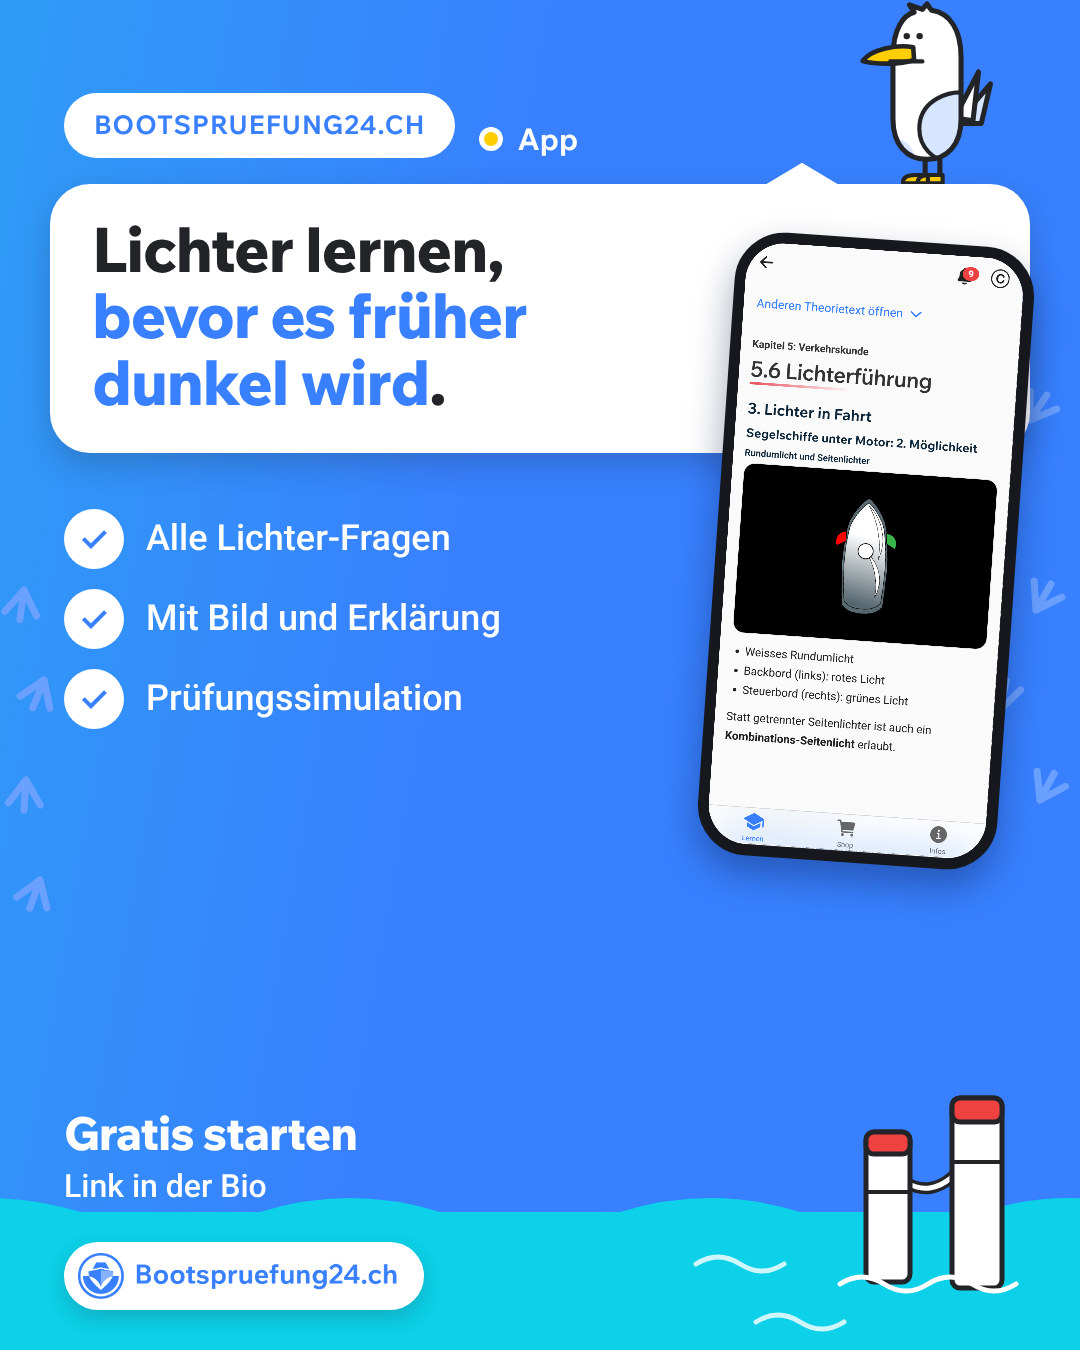 BOOTSPRUEFUNG24.CH
App
Lichter lernen,
bevor es früher
dunkel wird.
9
C
Anderen Theorietext öffnen
Kapitel 5: Verkehrskunde
5.6 Lichterführung
3. Lichter in Fahrt
Segelschiffe unter Motor: 2. Möglichkeit
Rundumlicht und Seitenlichter
• Weisses Rundumlicht
• Backbord (links): rotes Licht
• Steuerbord (rechts): grünes Licht
Statt getrennter Seitenlichter ist auch ein
Kombinations-Seitenlicht erlaubt.
Lernen
Shop
Infos
Alle Lichter-Fragen
Mit Bild und Erklärung
Prüfungssimulation
Gratis starten
Link in der Bio
Bootspruefung24.ch